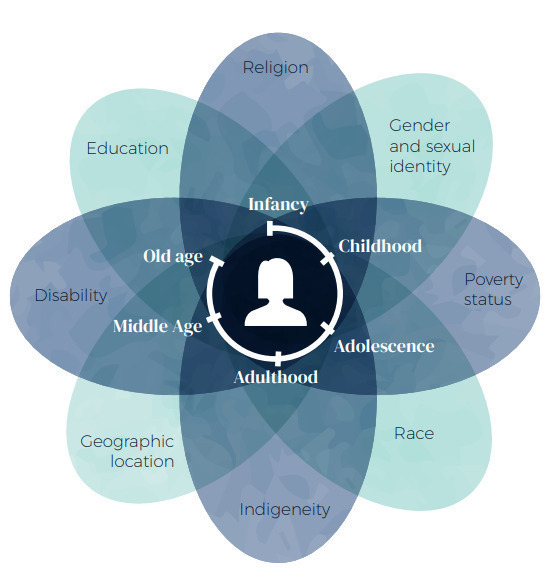 Religion
Education
Gender
and sexual
identity
Infancy
Old age
Childhood
Disability
Poverty
status
Middle Age
Adolescence
Adulthood
Geographic
location
Race
Indigeneity